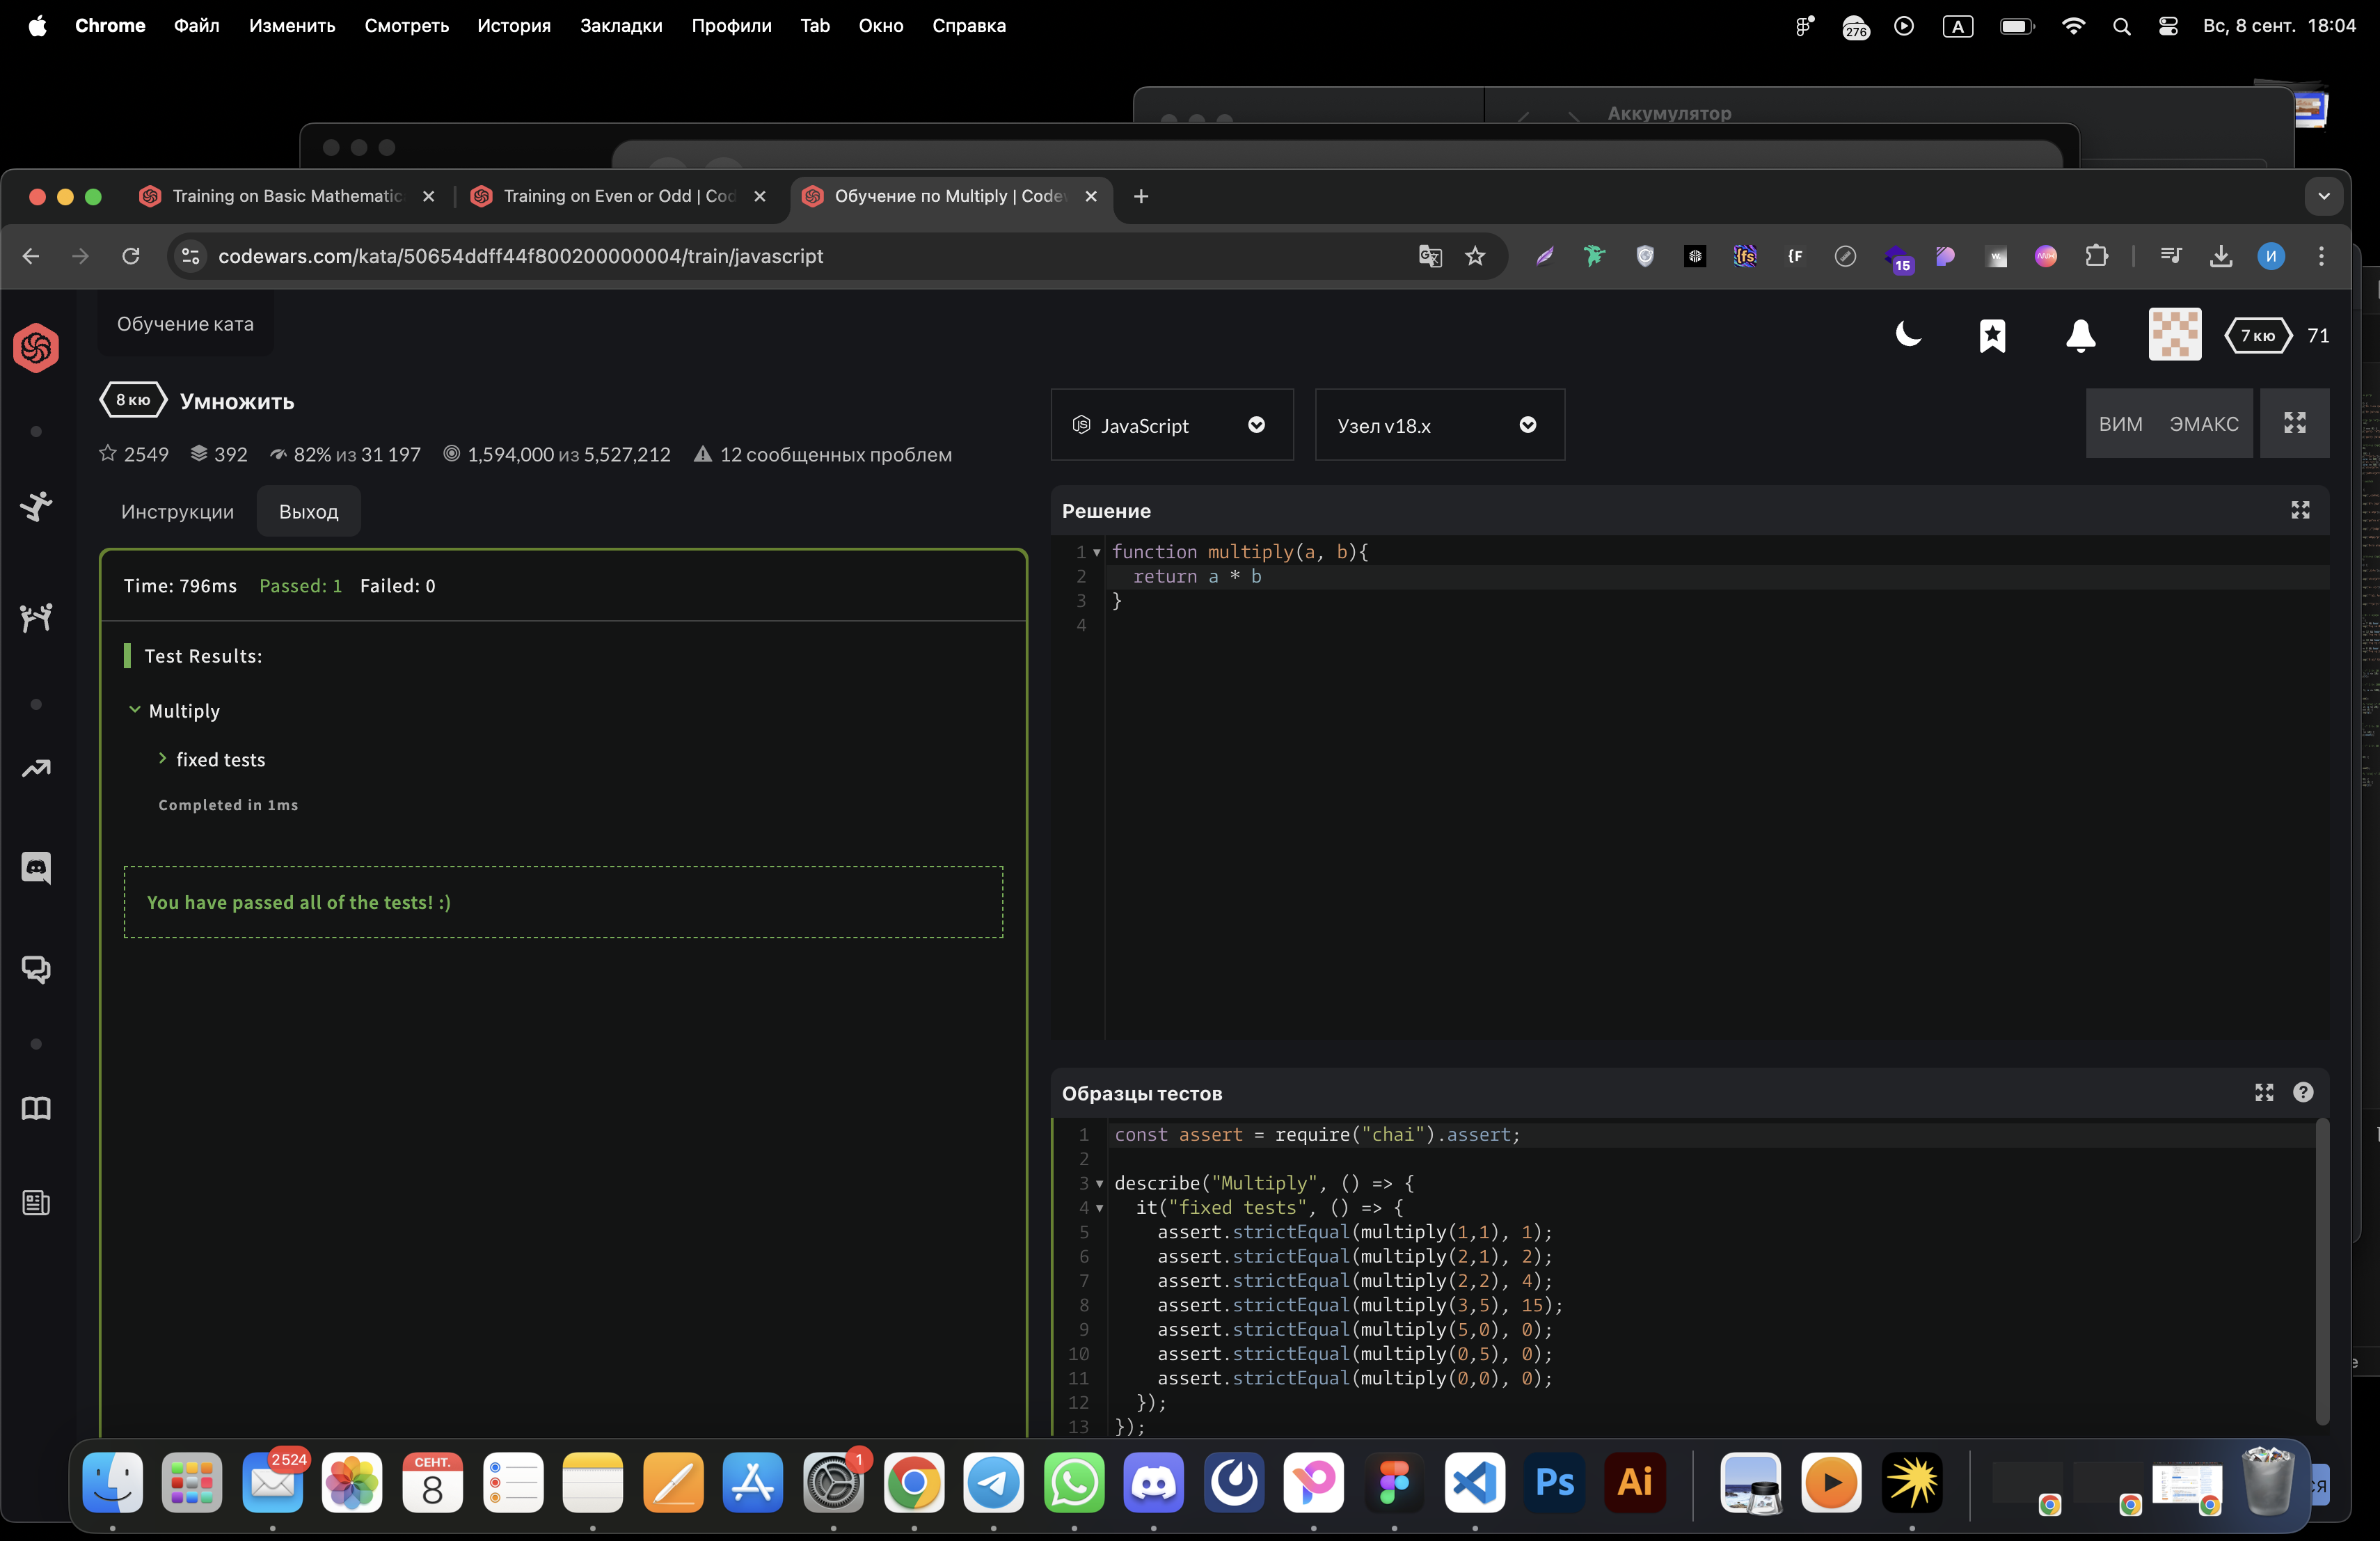 Chrome Файл Изменить Смотреть История Закладки Профили Tab Окно Справка 276 A Вс, 8 сент. 18:04
Аккумулятор
Training on Basic Mathematic Training on Even or Odd | Cod Обучение по Multiply | Codew
codewars.com/kata/50654ddff44f800200000004/train/javascript {fs {F 15 w. И
Обучение ката
7 кю 71
8 кю Умножить
2549 392 82% из 31 197 1,594,000 из 5,527,212 12 сообщенных проблем
JavaScript Узел v18.x ВИМ ЭМАКС
Инструкции Выход
Time: 796ms Passed: 1 Failed: 0
Test Results:
Multiply
fixed tests
Completed in 1ms
You have passed all of the tests! :)
Решение
1 function multiply(a, b){
2 return a * b
3 }
4
Образцы тестов
1 const assert = require("chai").assert;
2
3 describe("Multiply", () => {
4 it("fixed tests", () => {
5 assert.strictEqual(multiply(1,1), 1);
6 assert.strictEqual(multiply(2,1), 2);
7 assert.strictEqual(multiply(2,2), 4);
8 assert.strictEqual(multiply(3,5), 15);
9 assert.strictEqual(multiply(5,0), 0);
10 assert.strictEqual(multiply(0,5), 0);
11 assert.strictEqual(multiply(0,0), 0);
12 });
13 });
2524 СЕНТ. 8 1 Ps Ai